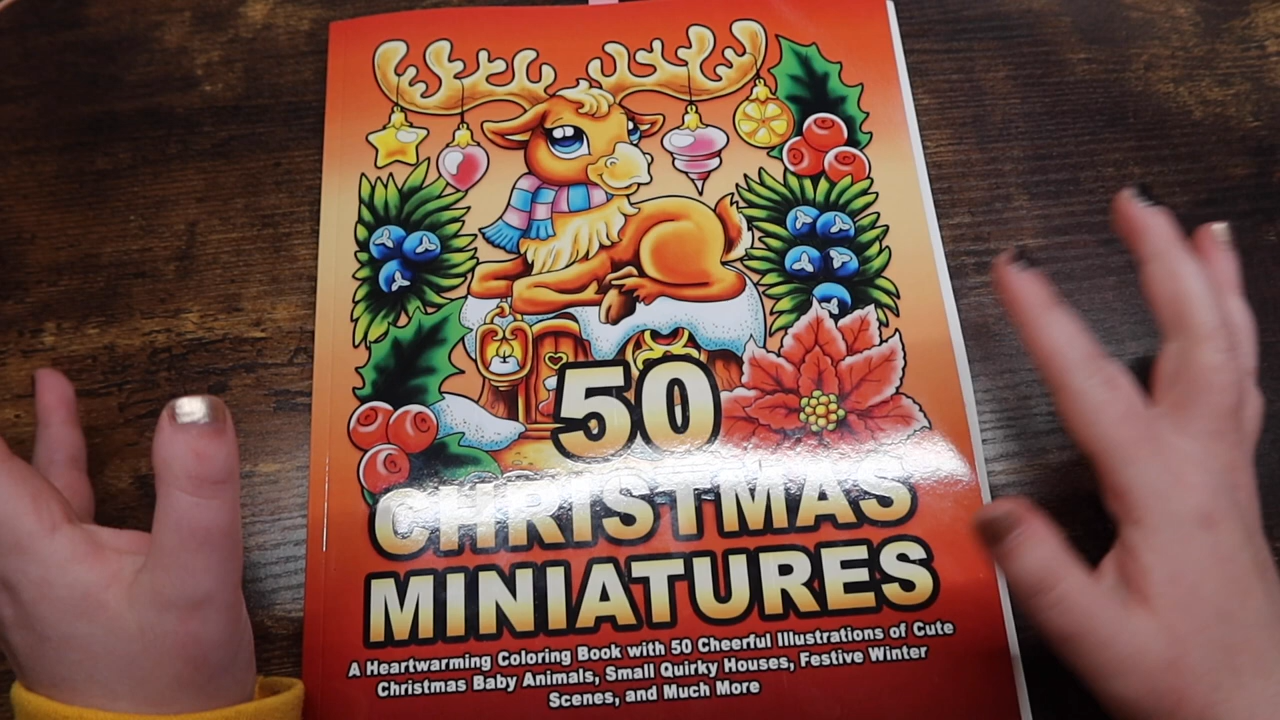 50
CHRISTMAS
MINIATURES
A Heartwarming Coloring Book with 50 Cheerful Illustrations of Cute
Christmas Baby Animals, Small Quirky Houses, Festive Winter
Scenes, and Much More